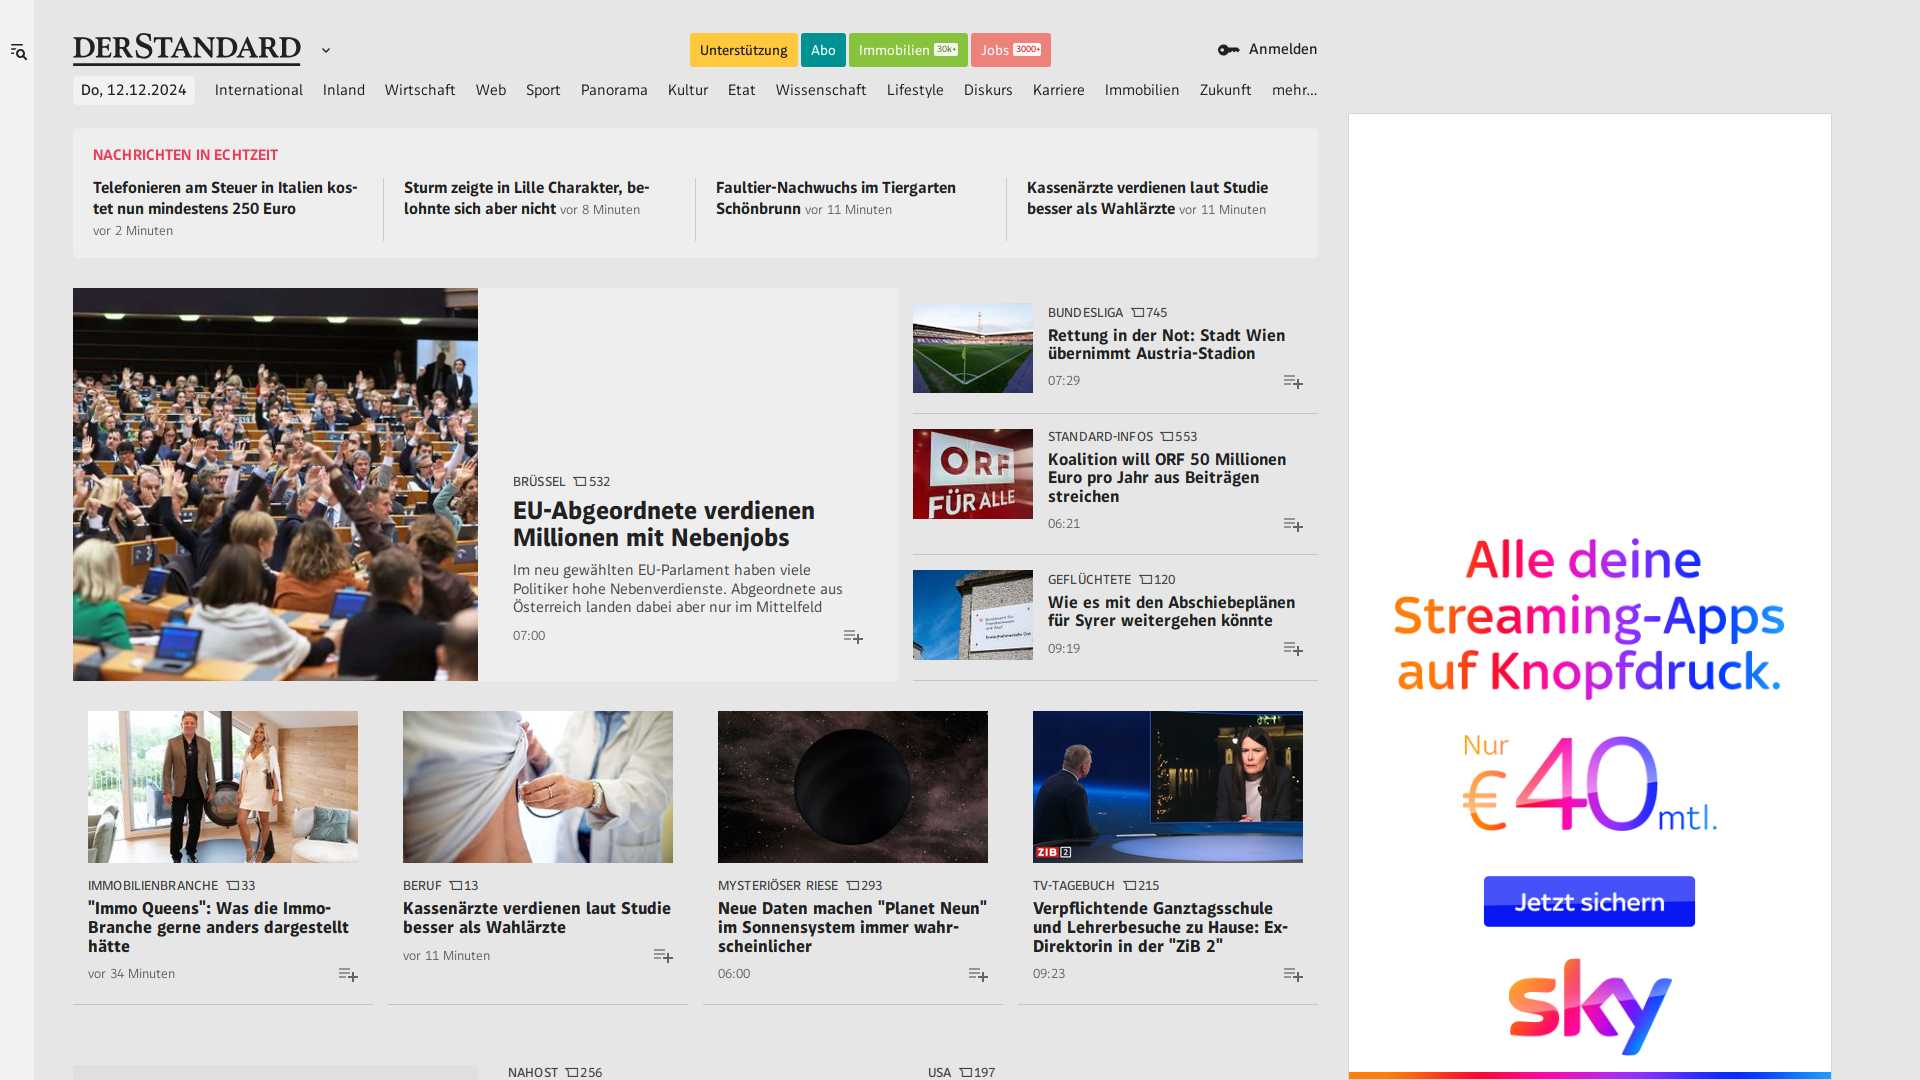 DERSTANDARD
Unterstützung
Abo
Immobilien 30k+
Jobs 3000+
Anmelden
Do, 12.12.2024
International
Inland
Wirtschaft
Web
Sport
Panorama
Kultur
Etat
Wissenschaft
Lifestyle
Diskurs
Karriere
Immobilien
Zukunft
mehr...
NACHRICHTEN IN ECHTZEIT
Telefonieren am Steuer in Italien kos-
tet nun mindestens 250 Euro
vor 2 Minuten
Sturm zeigte in Lille Charakter, be-
lohnte sich aber nicht vor 8 Minuten
Faultier-Nachwuchs im Tiergarten
Schönbrunn vor 11 Minuten
Kassenärzte verdienen laut Studie
besser als Wahlärzte vor 11 Minuten
BRÜSSEL 532
EU-Abgeordnete verdienen
Millionen mit Nebenjobs
Im neu gewählten EU-Parlament haben viele
Politiker hohe Nebenverdienste. Abgeordnete aus
Österreich landen dabei aber nur im Mittelfeld
07:00
BUNDESLIGA 745
Rettung in der Not: Stadt Wien
übernimmt Austria-Stadion
07:29
ORF
FÜR ALLE
STANDARD-INFOS 553
Koalition will ORF 50 Millionen
Euro pro Jahr aus Beiträgen
streichen
06:21
GEFLÜCHTETE 120
Wie es mit den Abschiebeplänen
für Syrer weitergehen könnte
09:19
IMMOBILIENBRANCHE 33
"Immo Queens": Was die Immo-
Branche gerne anders dargestellt
hätte
vor 34 Minuten
BERUF 13
Kassenärzte verdienen laut Studie
besser als Wahlärzte
vor 11 Minuten
MYSTERIÖSER RIESE 293
Neue Daten machen "Planet Neun"
im Sonnensystem immer wahr-
scheinlicher
06:00
ZIB 2
TV-TAGEBUCH 215
Verpflichtende Ganztagsschule
und Lehrerbesuche zu Hause: Ex-
Direktorin in der "ZiB 2"
09:23
NAHOST 256
USA 197
Alle deine
Streaming-Apps
auf Knopfdruck.
Nur
€ 40 mtl.
Jetzt sichern
sky